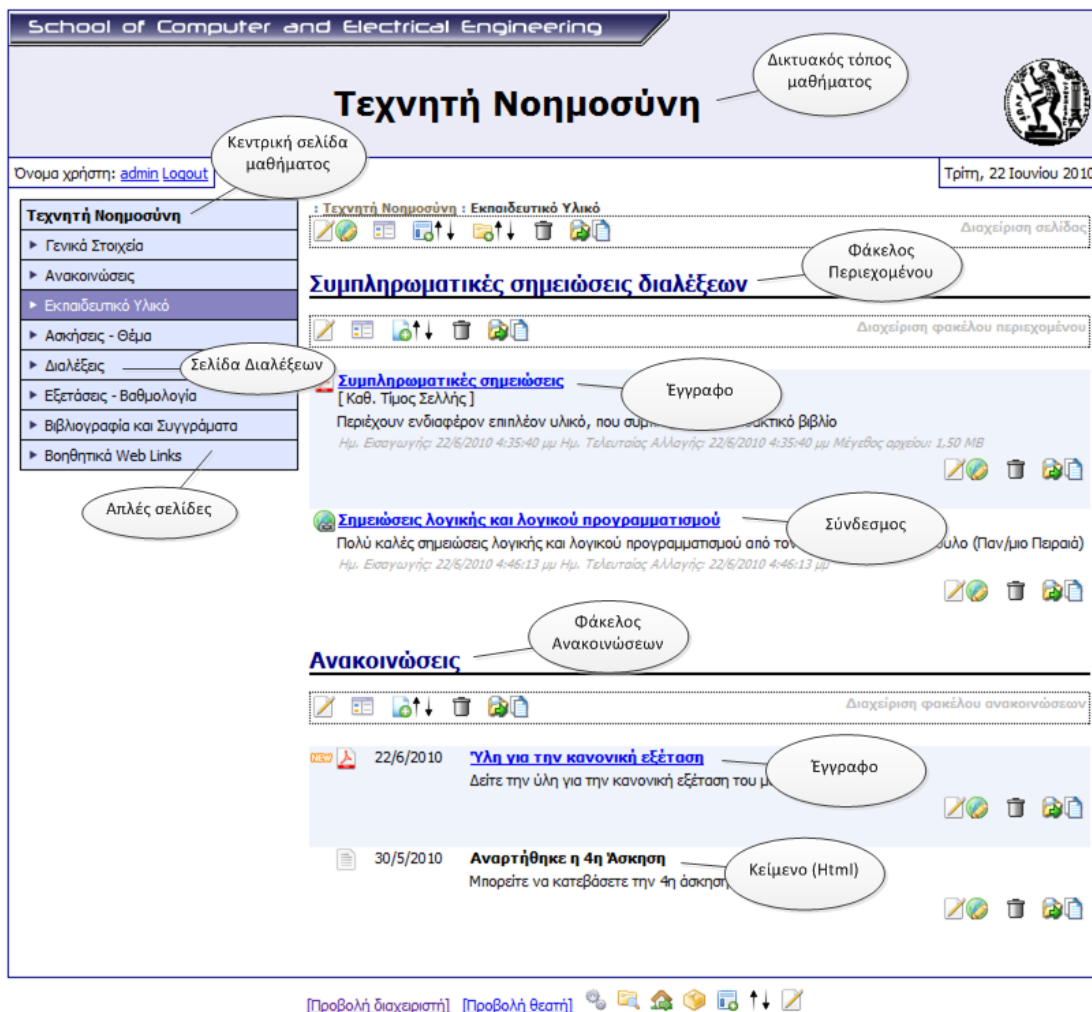 School of Computer and Electrical Engineering
Δικτυακός τόπος
μαθήματος
Τεχνητή Νοημοσύνη
Κεντρική σελίδα
μαθήματος
Όνομα χρήστη: admin Logout
Τρίτη, 22 Ιουνίου 2010
Τεχνητή Νοημοσύνη
Γενικά Στοιχεία
Ανακοινώσεις
Εκπαιδευτικό Υλικό
Ασκήσεις - Θέμα
Διαλέξεις
Σελίδα Διαλέξεων
Εξετάσεις - Βαθμολογία
Βιβλιογραφία και Συγγράματα
Βοηθητικά Web Links
Απλές σελίδες
: Τεχνητή Νοημοσύνη : Εκπαιδευτικό Υλικό
Διαχείριση σελίδας
Φάκελος
Περιεχομένου
Συμπληρωματικές σημειώσεις διαλέξεων
Διαχείριση φακέλου περιεχομένου
Συμπληρωματικές σημειώσεις
Έγγραφο
[ Καθ. Τίμος Σελλής ]
Περιέχουν ενδιαφέρον επιπλέον υλικό, που βιβλίο
Ημ. Εισαγωγής: 22/6/2010 4:35:40 μμ Ημ. Τελευταίας Αλλαγής: 22/6/2010 4:35:40 μμ Μέγεθος αρχείου: 1,50 MB
Σημειώσεις λογικής και λογικού προγραμματισμού
Σύνδεσμος
Πολύ καλές σημειώσεις λογικής και λογικού προγραμματισμού από (Παν/μιο Πειραιά)
Ημ. Εισαγωγής: 22/6/2010 4:46:13 μμ Ημ. Τελευταίας Αλλαγής: 22/6/2010 4:46:13 μμ
Φάκελος
Ανακοινώσεων
Ανακοινώσεις
Διαχείριση φακέλου ανακοινώσεων
NEW 22/6/2010 Ύλη για την κανονική εξέταση
Έγγραφο
Δείτε την ύλη για την κανονική εξέταση του
30/5/2010 Αναρτήθηκε η 4η Άσκηση
Κείμενο (Html)
Μπορείτε να κατεβάσετε την 4η άσκηση
[Προβολή διαχειριστή] [Προβολή θεατή]